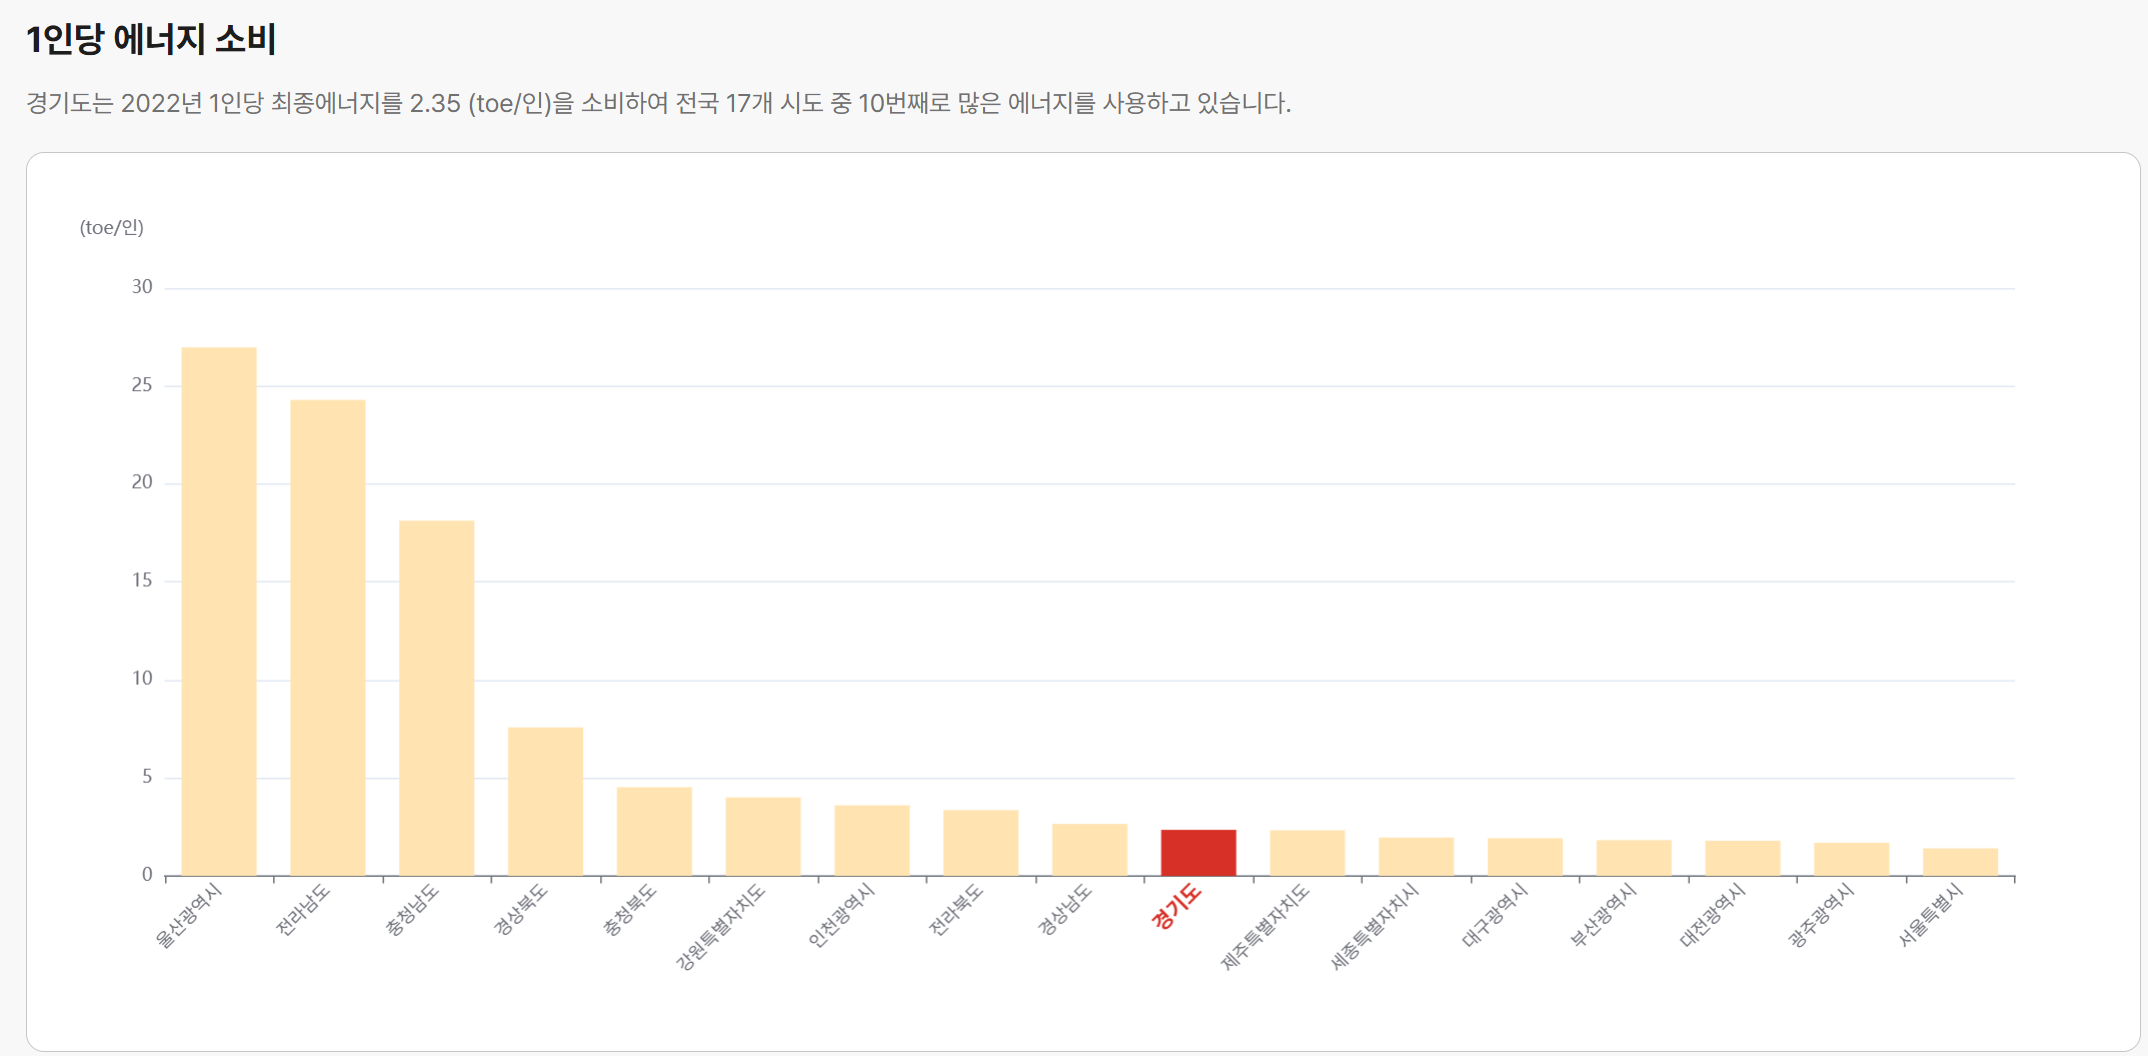 1인당 에너지 소비
경기도는 2022년 1인당 최종에너지를 2.35 (toe/인)을 소비하여 전국 17개 시도 중 10번째로 많은 에너지를 사용하고 있습니다.
(toe/인)
30
25
20
15
10
5
0
울산광역시
전라남도
충청남도
경상북도
충청북도
강원특별자치도
인천광역시
전라북도
경상남도
경기도
제주특별자치도
세종특별자치시
대구광역시
부산광역시
대전광역시
광주광역시
서울특별시